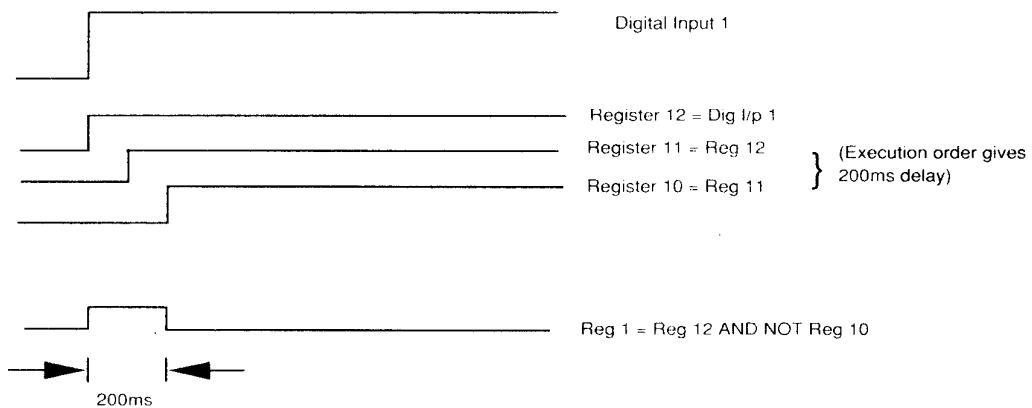 Digital Input 1
Register 12 = Dig I/p 1
Register 11 = Reg 12
Register 10 = Reg 11
} (Execution order gives
200ms delay)
Reg 1 = Reg 12 AND NOT Reg 10
200ms